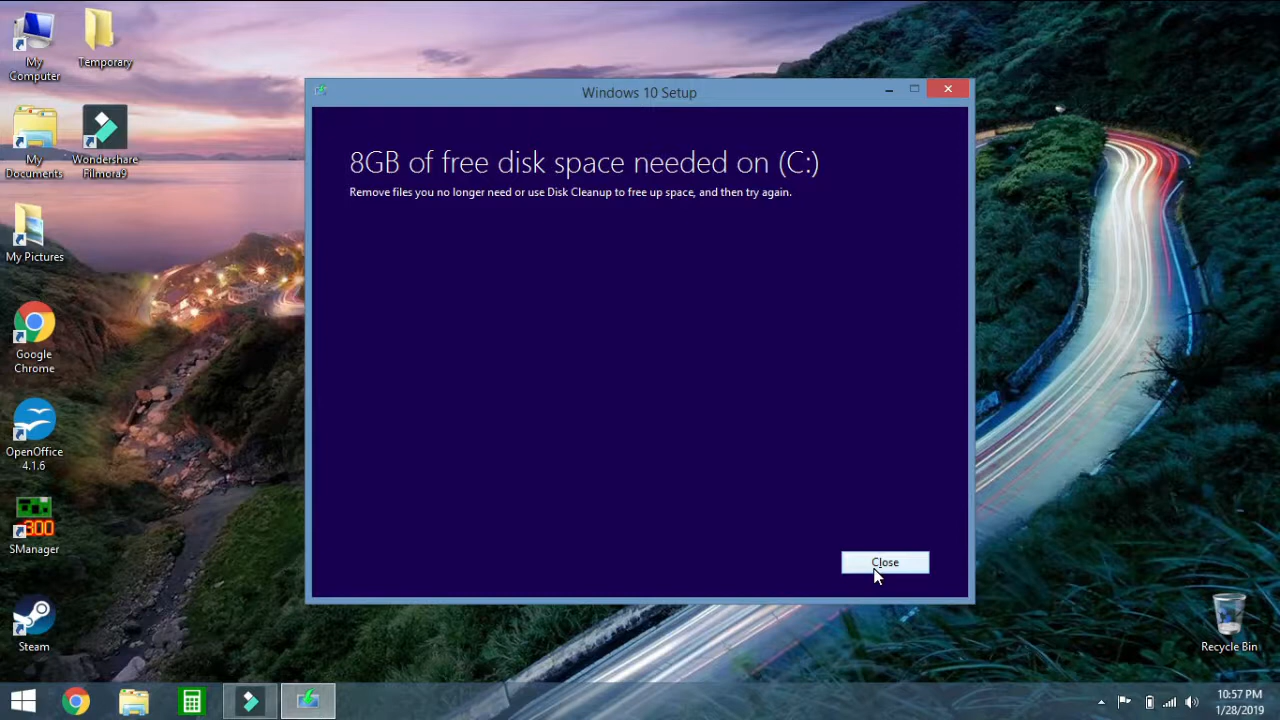 My
Computer
Temporary
My
Documents
Wondershare
Filmora9
My Pictures
Google
Chrome
OpenOffice
4.1.6
300
SManager
Steam
Windows 10 Setup
8GB of free disk space needed on (C:)
Remove files you no longer need or use Disk Cleanup to free up space, and then try again.
Close
Recycle Bin
10:57 PM
1/28/2019